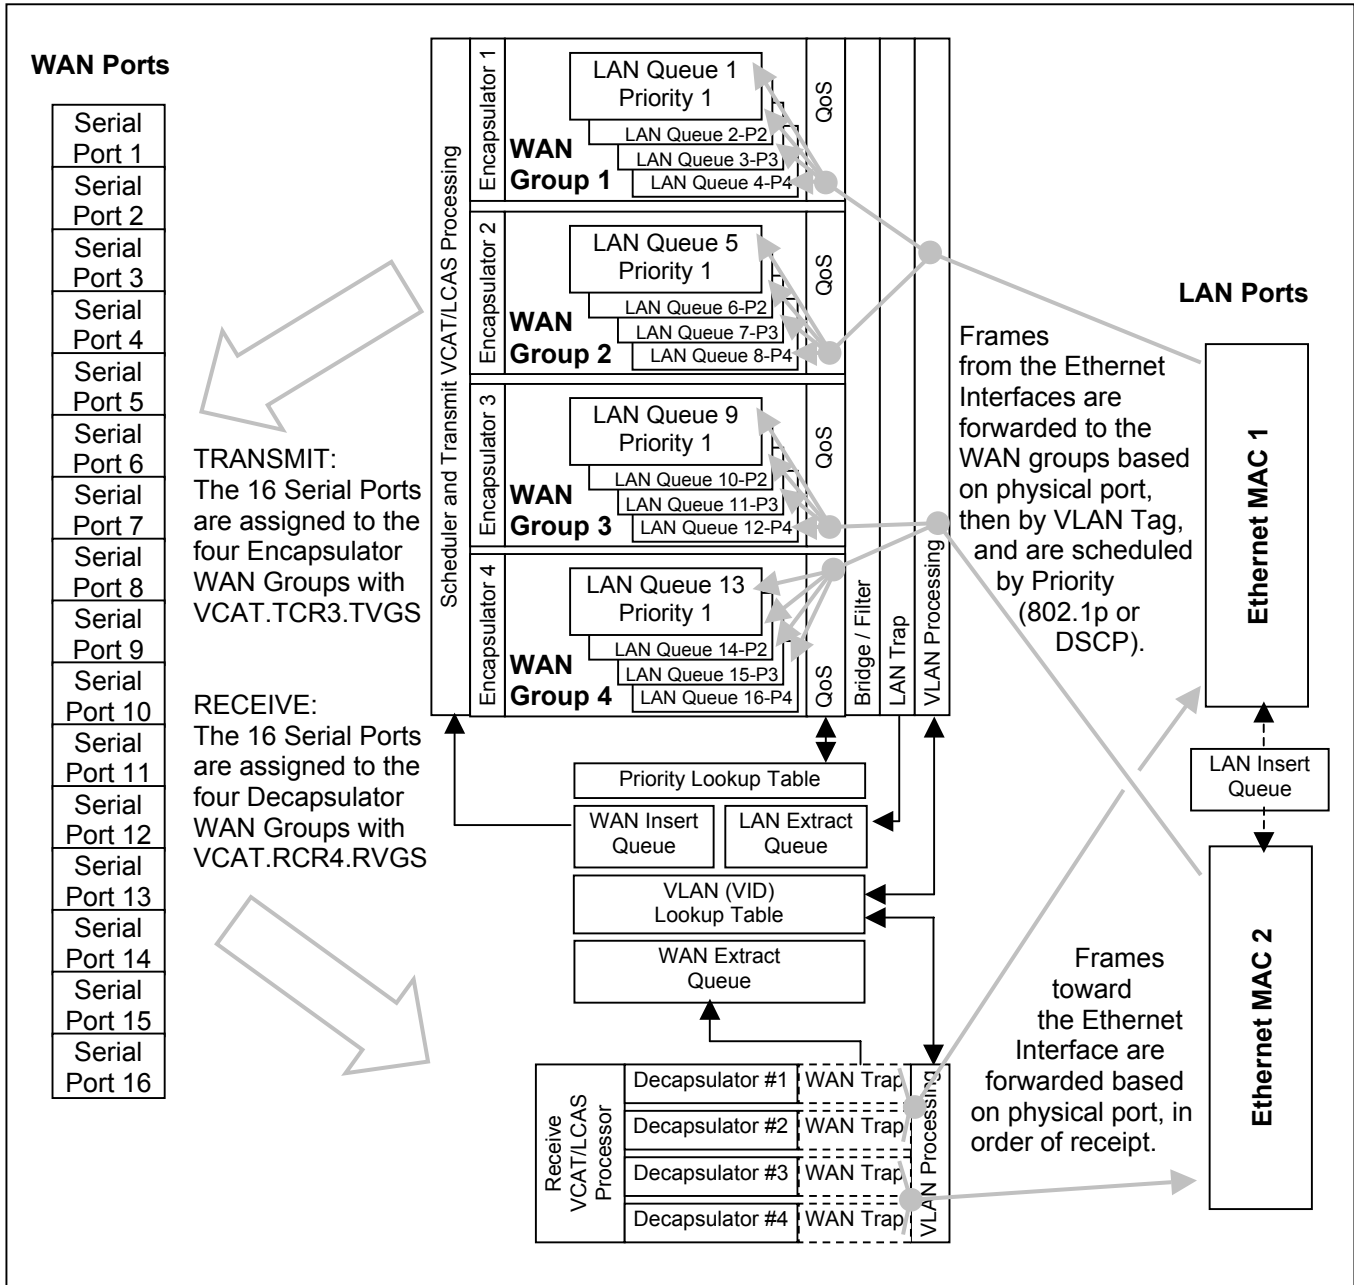 WAN Ports
Serial
Port 1
Serial
Port 2
Serial
Port 3
Serial
Port 4
Serial
Port 5
Serial
Port 6
Serial
Port 7
Serial
Port 8
Serial
Port 9
Serial
Port 10
Serial
Port 11
Serial
Port 12
Serial
Port 13
Serial
Port 14
Serial
Port 15
Serial
Port 16
TRANSMIT:
The 16 Serial Ports
are assigned to the
four Encapsulator
WAN Groups with
VCAT.TCR3.TVGS
RECEIVE:
The 16 Serial Ports
are assigned to the
four Decapsulator
WAN Groups with
VCAT.RCR4.RVGS
Scheduler and Transmit VCAT/LCAS Processing
Encapsulator 1
WAN
Group 1
LAN Queue 1
Priority 1
LAN Queue 2-P2
LAN Queue 3-P3
LAN Queue 4-P4
QoS
Encapsulator 2
WAN
Group 2
LAN Queue 5
Priority 1
LAN Queue 6-P2
LAN Queue 7-P3
LAN Queue 8-P4
QoS
Encapsulator 3
WAN
Group 3
LAN Queue 9
Priority 1
LAN Queue 10-P2
LAN Queue 11-P3
LAN Queue 12-P4
QoS
Encapsulator 4
WAN
Group 4
LAN Queue 13
Priority 1
LAN Queue 14-P2
LAN Queue 15-P3
LAN Queue 16-P4
QoS
Bridge / Filter
LAN Trap
VLAN Processing
Priority Lookup Table
WAN Insert
Queue
LAN Extract
Queue
VLAN (VID)
Lookup Table
WAN Extract
Queue
Receive
VCAT/LCAS
Processor
Decapsulator #1
WAN Trap
Decapsulator #2
WAN Trap
Decapsulator #3
WAN Trap
Decapsulator #4
WAN Trap
VLAN Processing
LAN Ports
Frames
from the Ethernet
Interfaces are
forwarded to the
WAN groups based
on physical port,
then by VLAN Tag,
and are scheduled
by Priority
(802.1p or
DSCP).
Ethernet MAC 1
LAN Insert
Queue
Ethernet MAC 2
Frames
toward
the Ethernet
Interface are
forwarded based
on physical port, in
order of receipt.